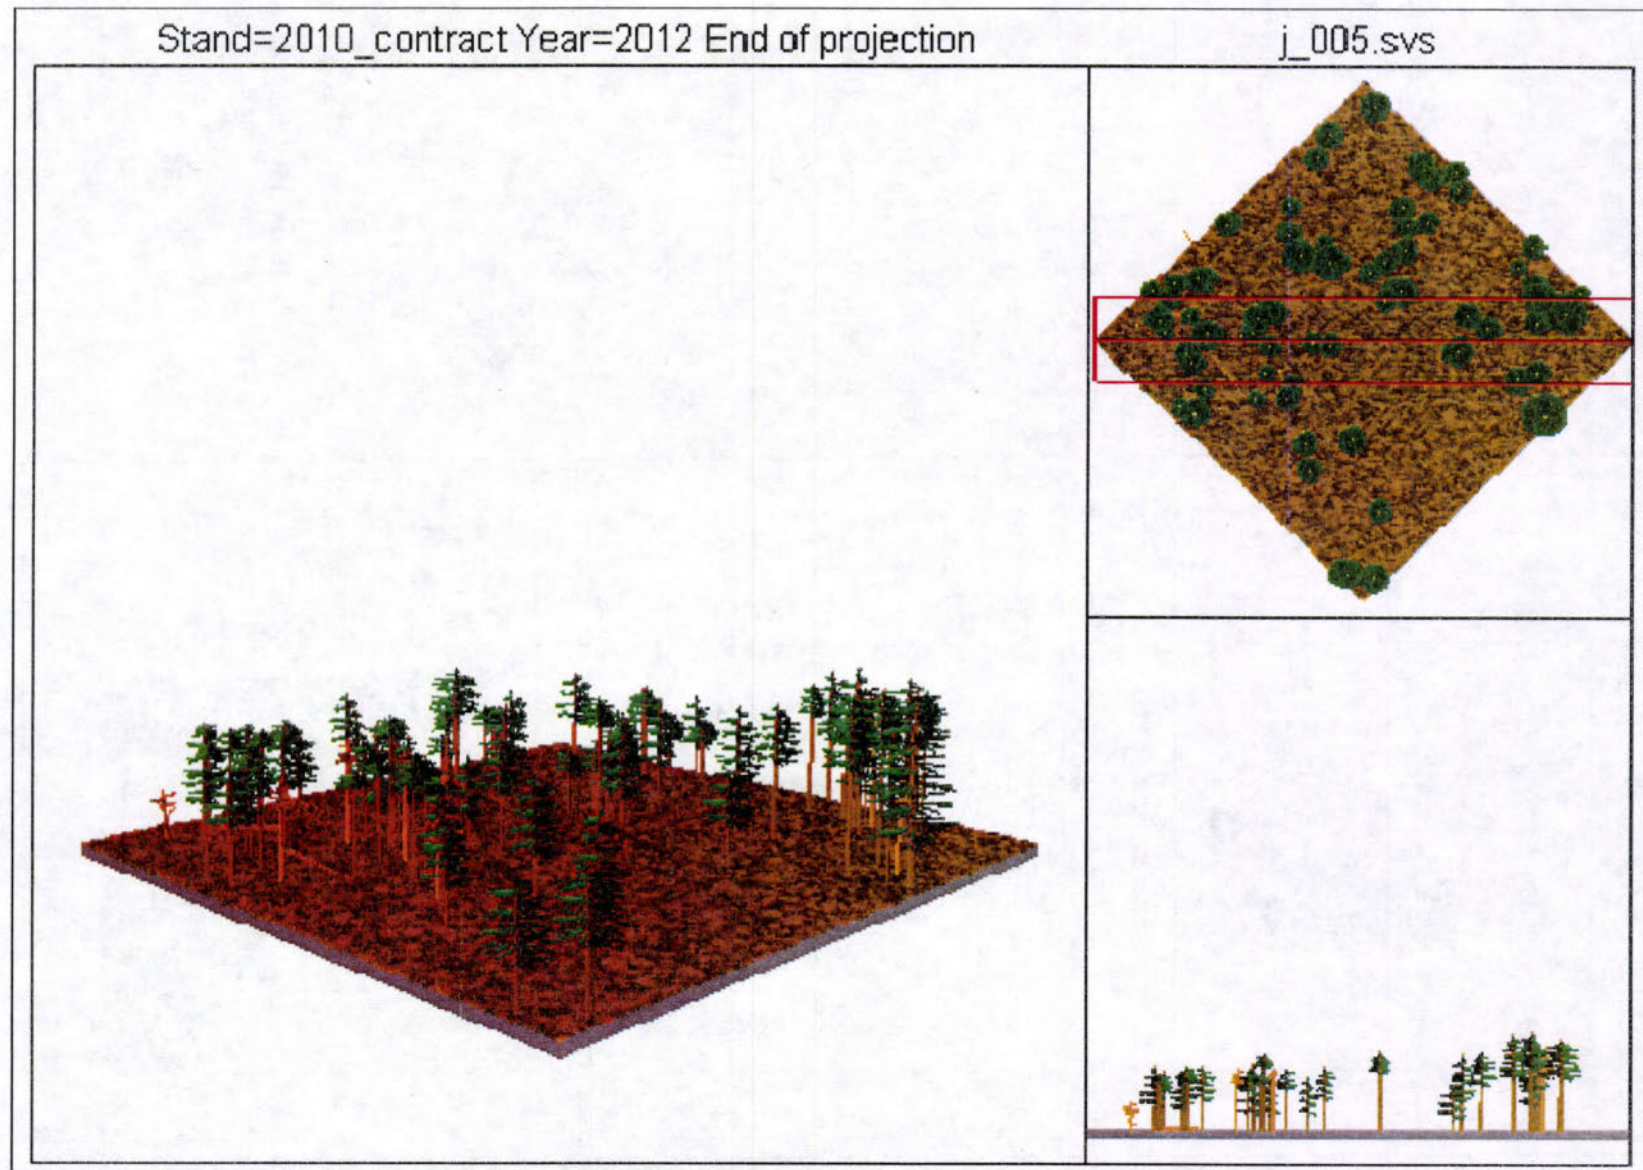 Stand=2010_contract Year=2012 End of projection
j_005.svs